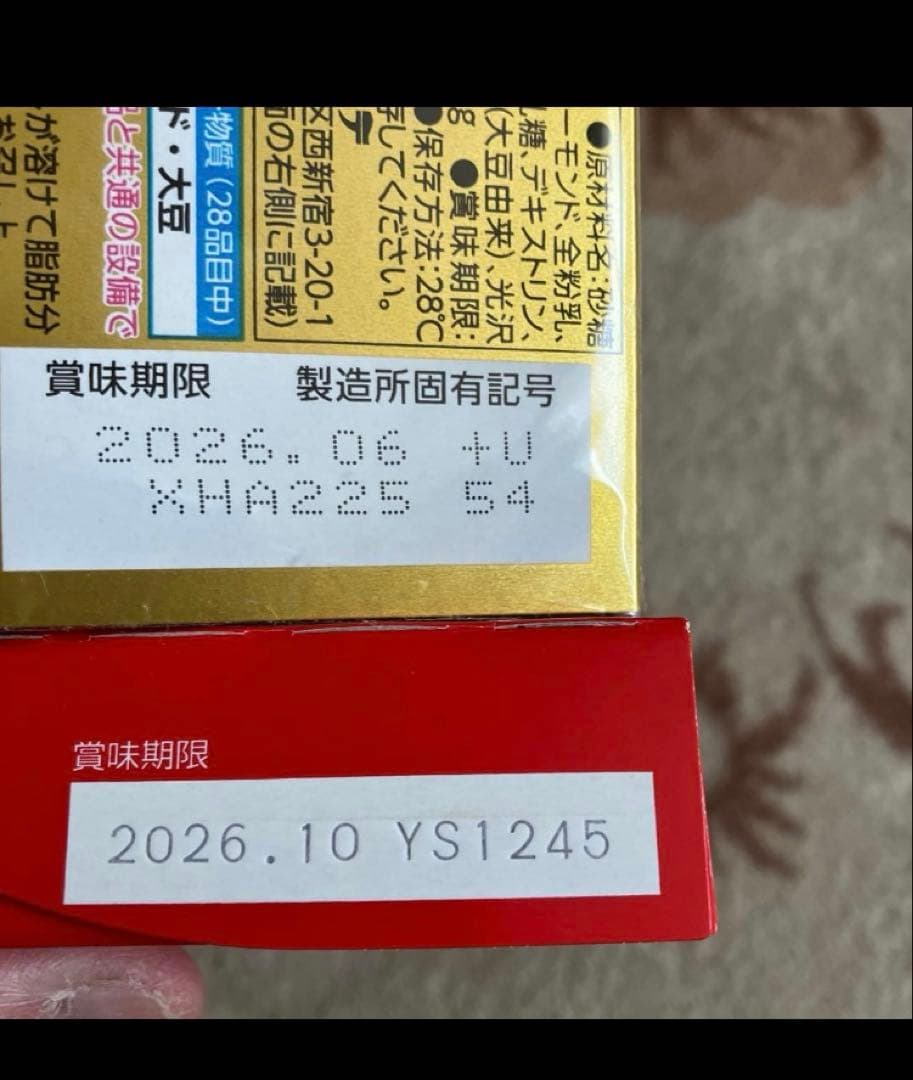 ●原材料名:砂糖
ーモンド、全粉乳、
糖、デキストリン、
(大豆由来)、光沢
g ●賞味期限:
●保存方法:28℃
してください。
区西新宿3-20-1
面の右側に記載)
物質(28品目中)
ド・大豆
品と共通の設備で
が溶けて脂肪分
賞味期限 製造所固有記号
2026.06 +U
XHA225 54
賞味期限
2026.10 YS1245